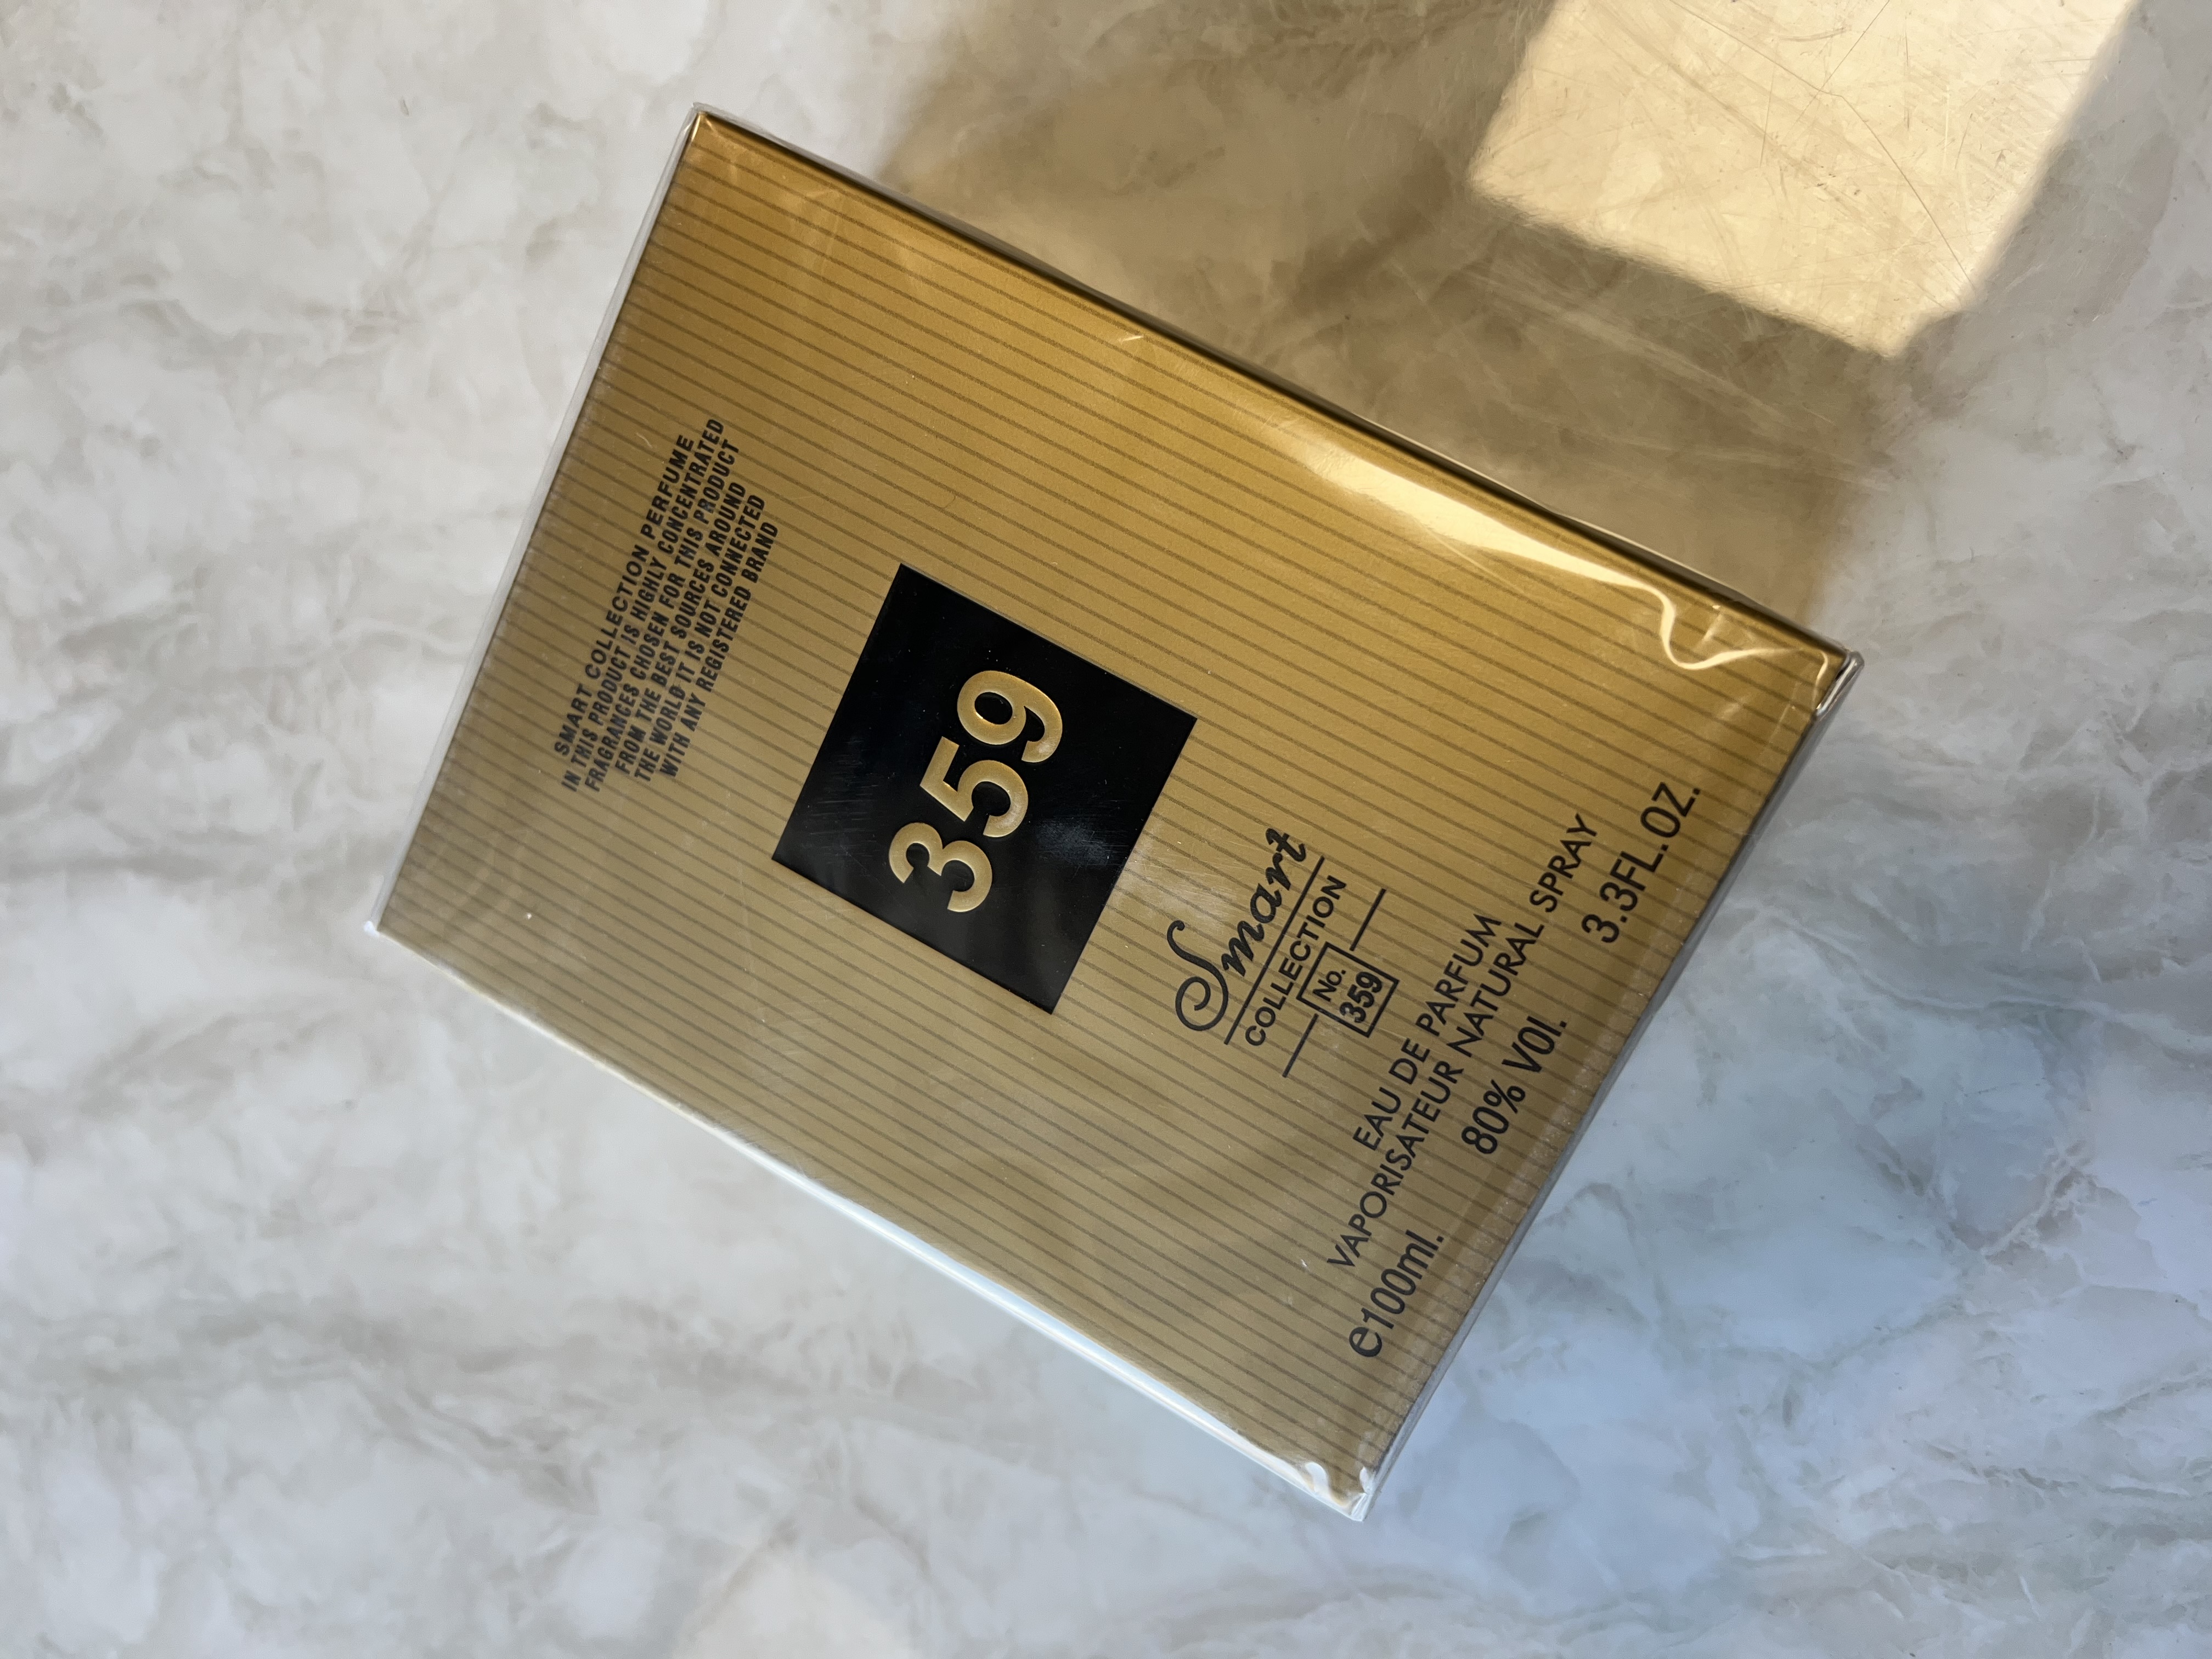 SMART COLLECTION PERFUME
IN THIS PRODUCT IS HIGHLY CONCENTRATED
FRAGRANCES CHOSEN FOR THIS PRODUCT
FROM THE BEST SOURCES AROUND
THE WORLD IT IS NOT CONNECTED
WITH ANY REGISTERED BRAND
359
Smart
COLLECTION
No.
359
EAU DE PARFUM
VAPORISATEUR NATURAL SPRAY
e100ml. 80% VOl. 3.3FL.OZ.